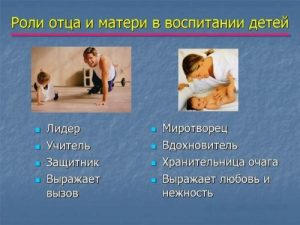 Роли отца и матери в воспитании детей
Лидер
Учитель
Защитник
Выражает
вызов
Миротворец
Вдохновитель
Хранительница очага
Выражает любовь и
нежность